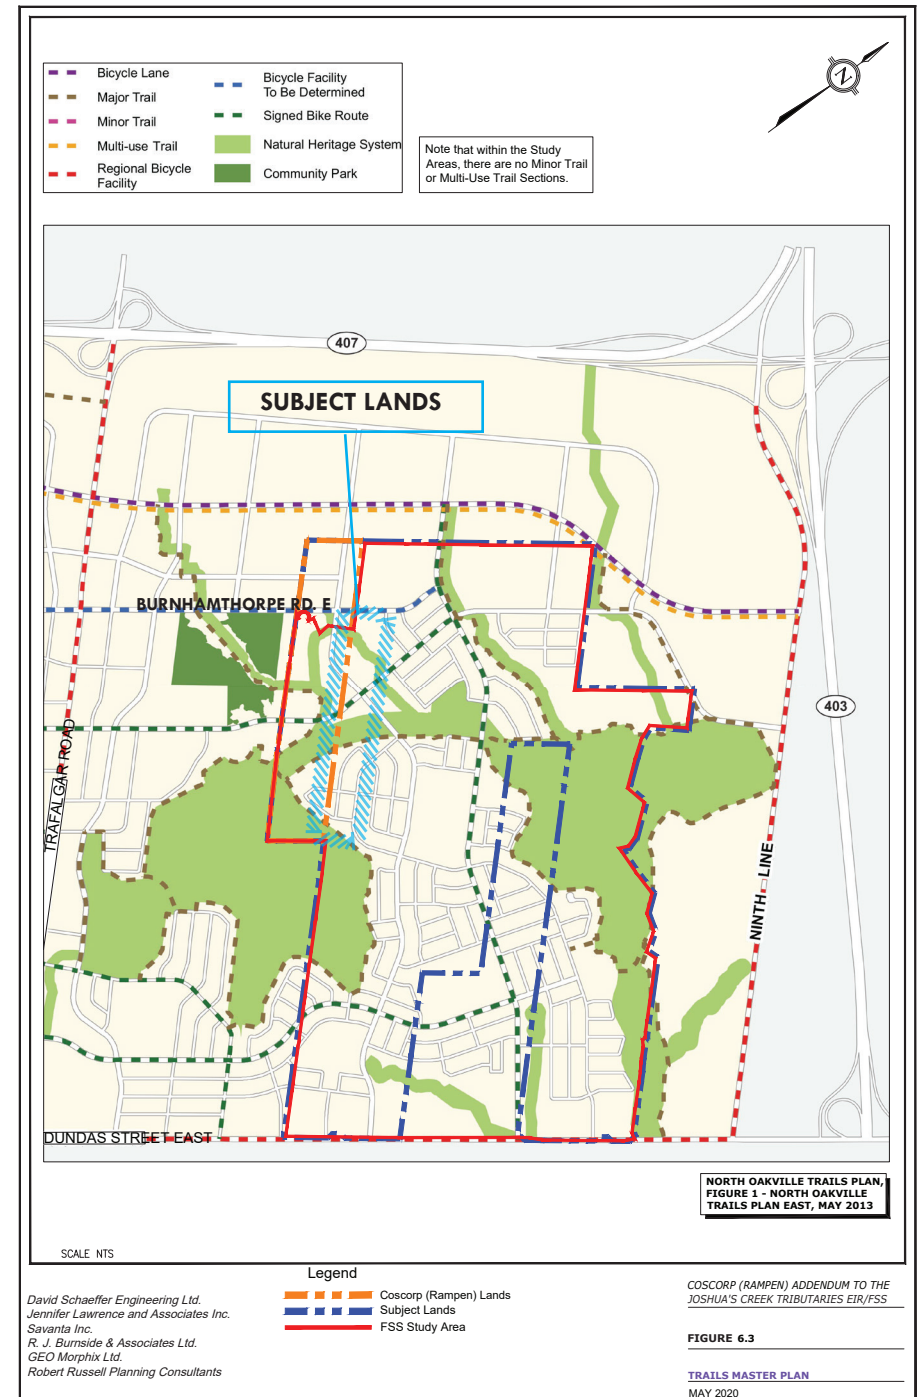 Bicycle Lane
Major Trail
Minor Trail
Multi-use Trail
Regional Bicycle
Facility
Bicycle Facility
To Be Determined
Signed Bike Route
Natural Heritage System
Community Park
Note that within the Study
Areas, there are no Minor Trail
or Multi-Use Trail Sections.
N
407
SUBJECT LANDS
BURNHAMTHORPE RD. E
403
TRAFALGAR ROAD
NINTH LINE
DUNDAS STREET EAST
NORTH OAKVILLE TRAILS PLAN,
FIGURE 1 - NORTH OAKVILLE
TRAILS PLAN EAST, MAY 2013
SCALE NTS
Legend
Coscorp (Rampen) Lands
Subject Lands
FSS Study Area
David Schaeffer Engineering Ltd.
Jennifer Lawrence and Associates Inc.
Savanta Inc.
R. J. Burnside & Associates Ltd.
GEO Morphix Ltd.
Robert Russell Planning Consultants
COSCORP (RAMPEN) ADDENDUM TO THE
JOSHUA'S CREEK TRIBUTARIES EIR/FSS
FIGURE 6.3
TRAILS MASTER PLAN
MAY 2020